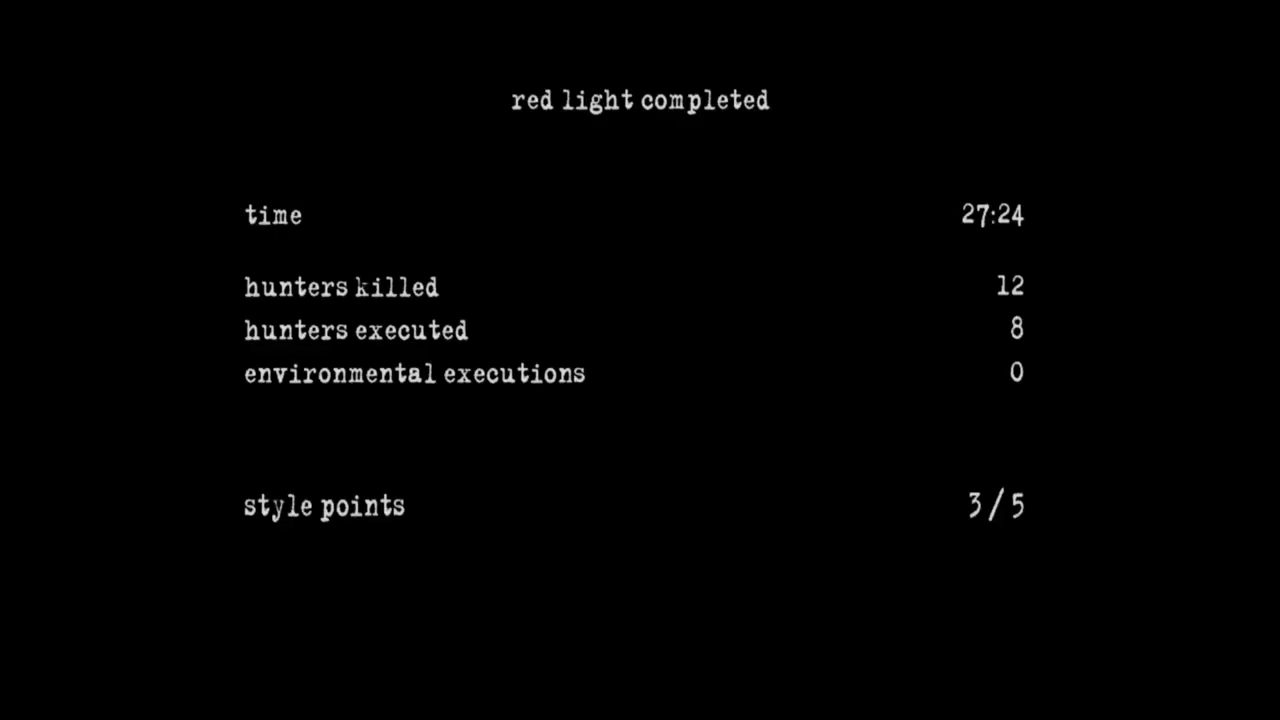 red light completed
time 27:24
hunters killed 12
hunters executed 8
environmental executions 0
style points 3 / 5